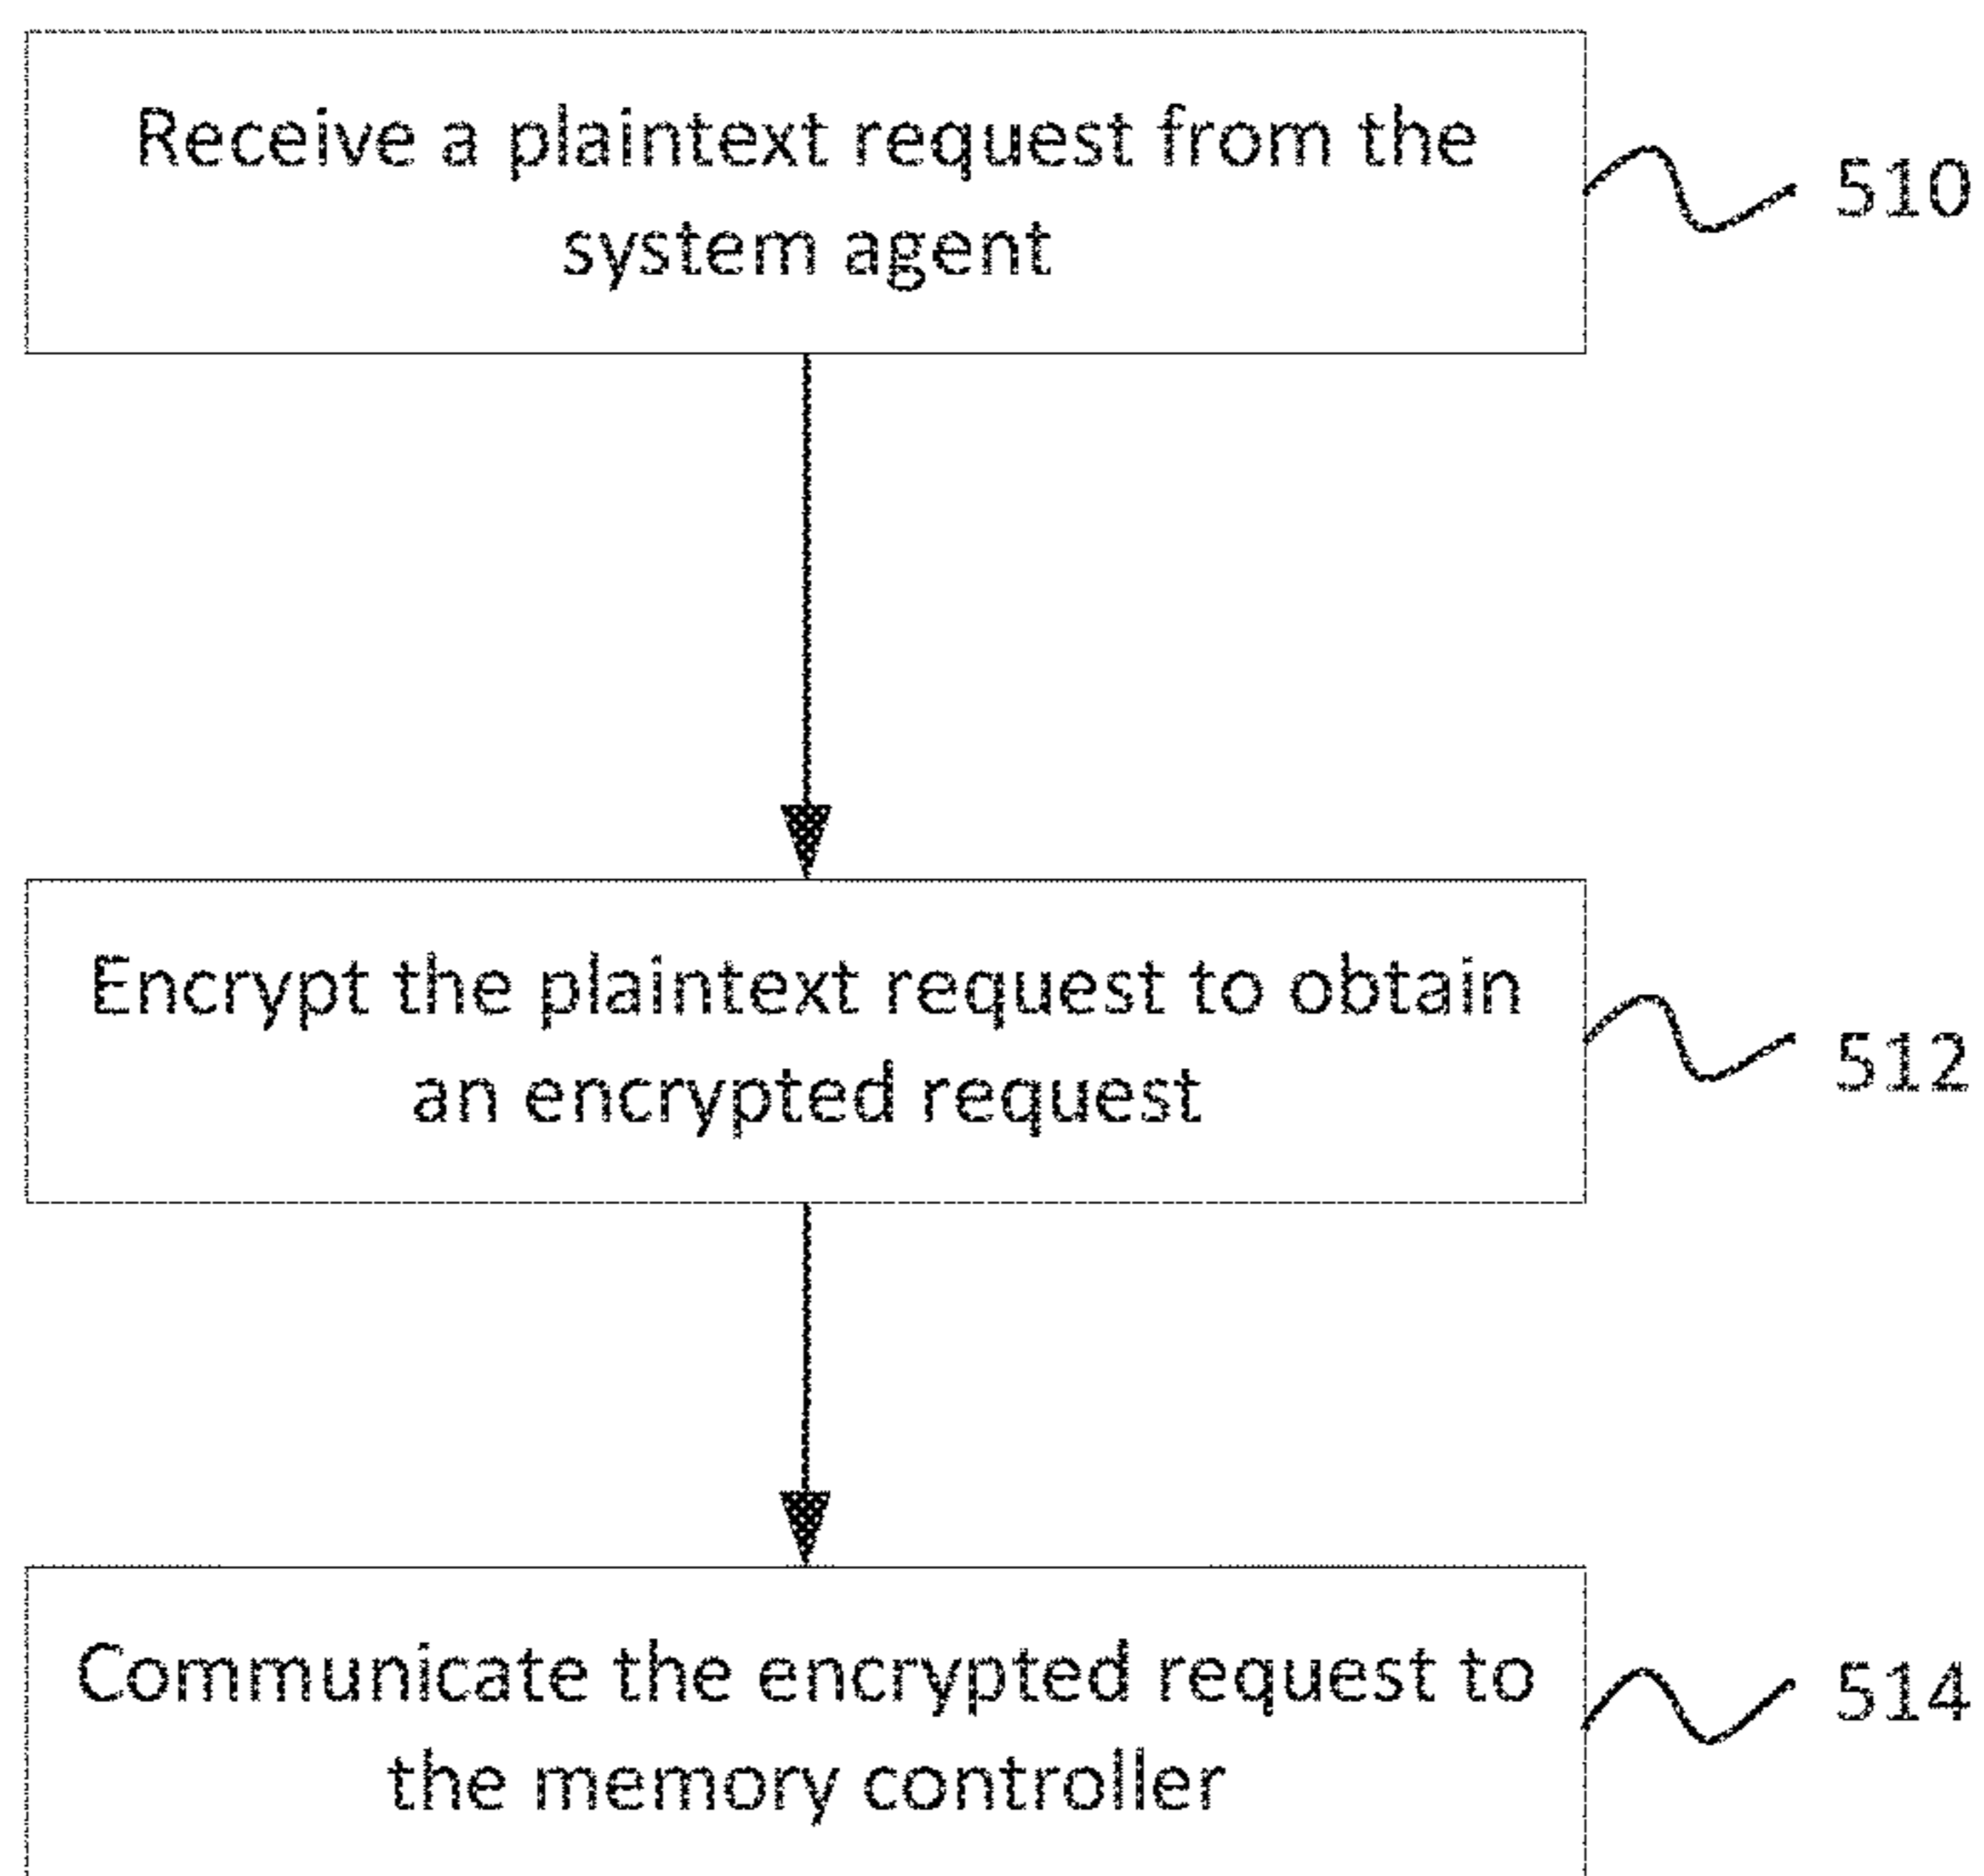 Receive a plaintext request from the
system agent
510
Encrypt the plaintext request to obtain
an encrypted request
512
Communicate the encrypted request to
the memory controller
514